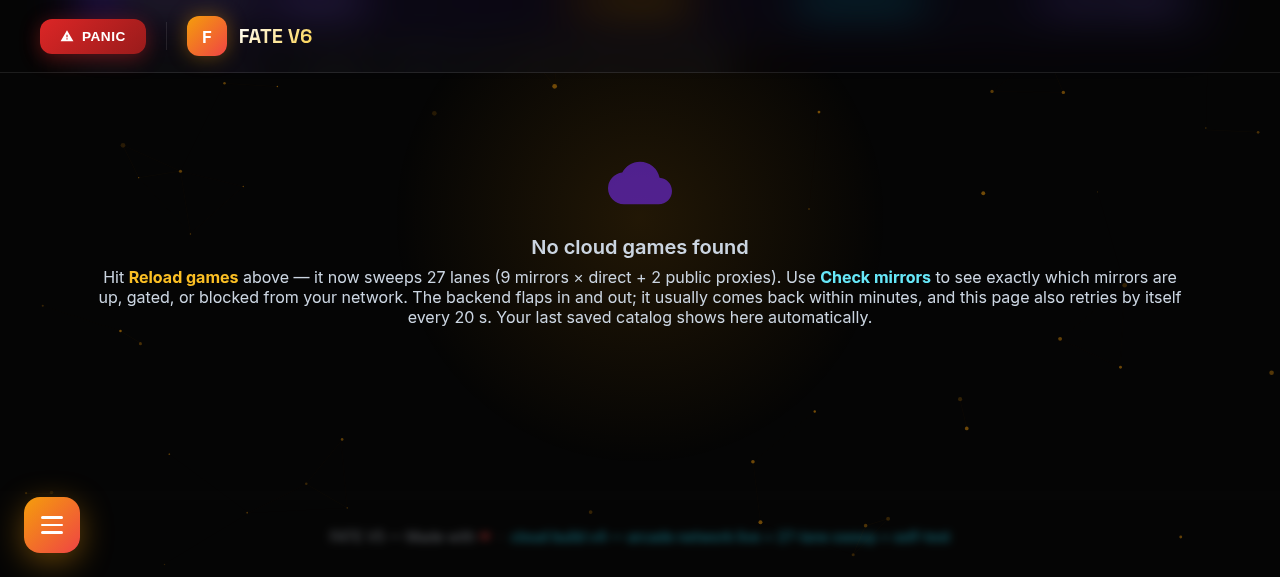 PANIC
F
FATE V6
No cloud games found
Hit Reload games above — it now sweeps 27 lanes (9 mirrors × direct + 2 public proxies). Use Check mirrors to see exactly which mirrors are
up, gated, or blocked from your network. The backend flaps in and out; it usually comes back within minutes, and this page also retries by itself
every 20 s. Your last saved catalog shows here automatically.